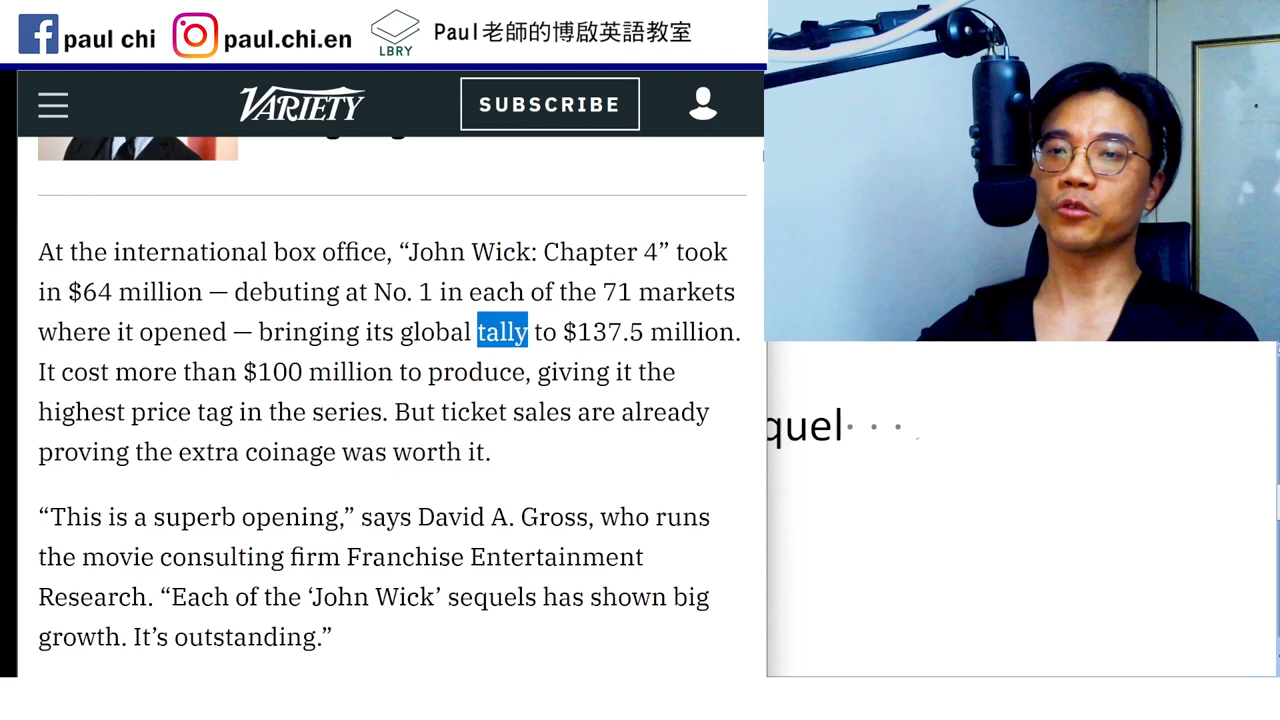 paul chi
paul.chi.en
LBRY
Paul老師的博啟英語教室
VARIETY
SUBSCRIBE
At the international box office, “John Wick: Chapter 4” took
in $64 million — debuting at No. 1 in each of the 71 markets
where it opened — bringing its global tally to $137.5 million.
It cost more than $100 million to produce, giving it the
highest price tag in the series. But ticket sales are already
proving the extra coinage was worth it.
“This is a superb opening,” says David A. Gross, who runs
the movie consulting firm Franchise Entertainment
Research. “Each of the ‘John Wick’ sequels has shown big
growth. It’s outstanding.”
quel· · ·